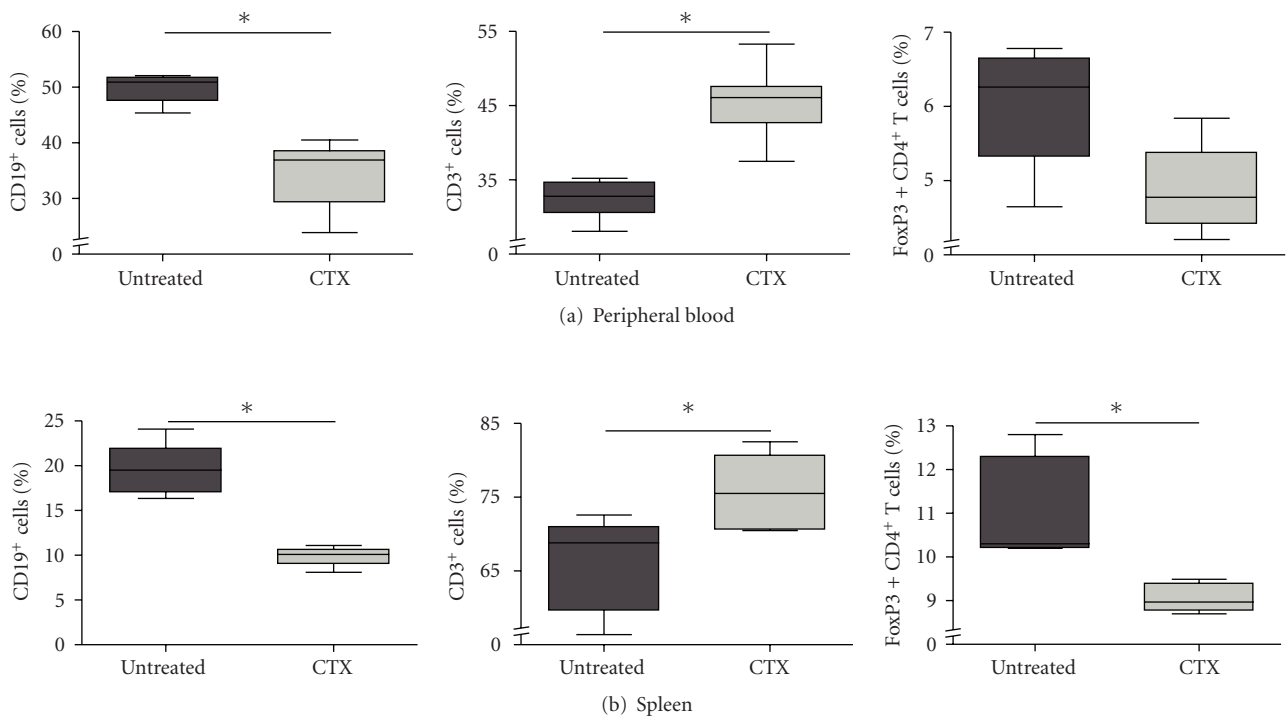 CD19+ cells (%)
60
50
40
30
0
*
Untreated
CTX
CD3+ cells (%)
55
45
35
0
*
Untreated
CTX
FoxP3 + CD4+ T cells (%)
7
6
5
0
Untreated
CTX
(a) Peripheral blood
CD19+ cells (%)
25
20
15
10
5
0
*
Untreated
CTX
CD3+ cells (%)
85
75
65
0
*
Untreated
CTX
FoxP3 + CD4+ T cells (%)
13
12
11
10
9
0
*
Untreated
CTX
(b) Spleen